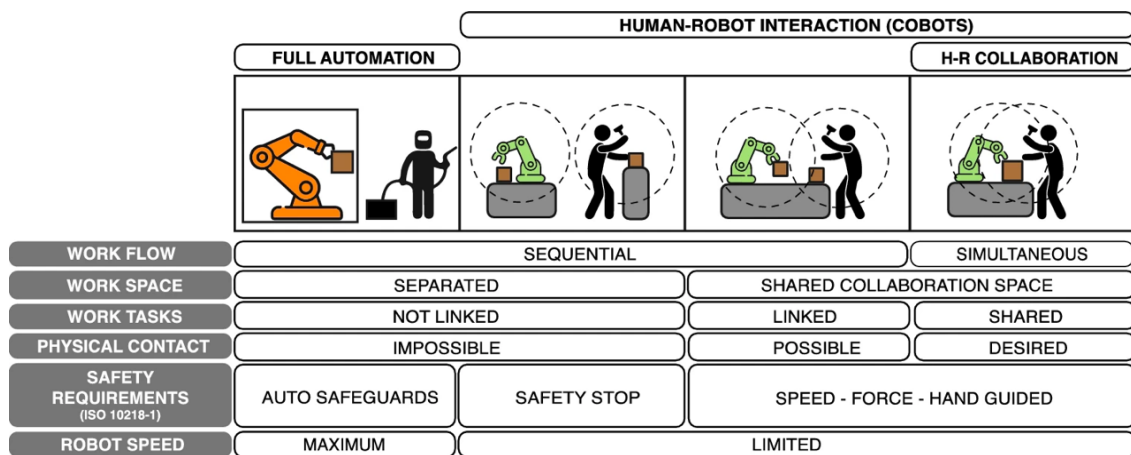 HUMAN-ROBOT INTERACTION (COBOTS)
FULL AUTOMATION
H-R COLLABORATION
WORK FLOW
SEQUENTIAL
SIMULTANEOUS
WORK SPACE
SEPARATED
SHARED COLLABORATION SPACE
WORK TASKS
NOT LINKED
LINKED
SHARED
PHYSICAL CONTACT
IMPOSSIBLE
POSSIBLE
DESIRED
SAFETY
REQUIREMENTS
(ISO 10218-1)
AUTO SAFEGUARDS
SAFETY STOP
SPEED - FORCE - HAND GUIDED
ROBOT SPEED
MAXIMUM
LIMITED